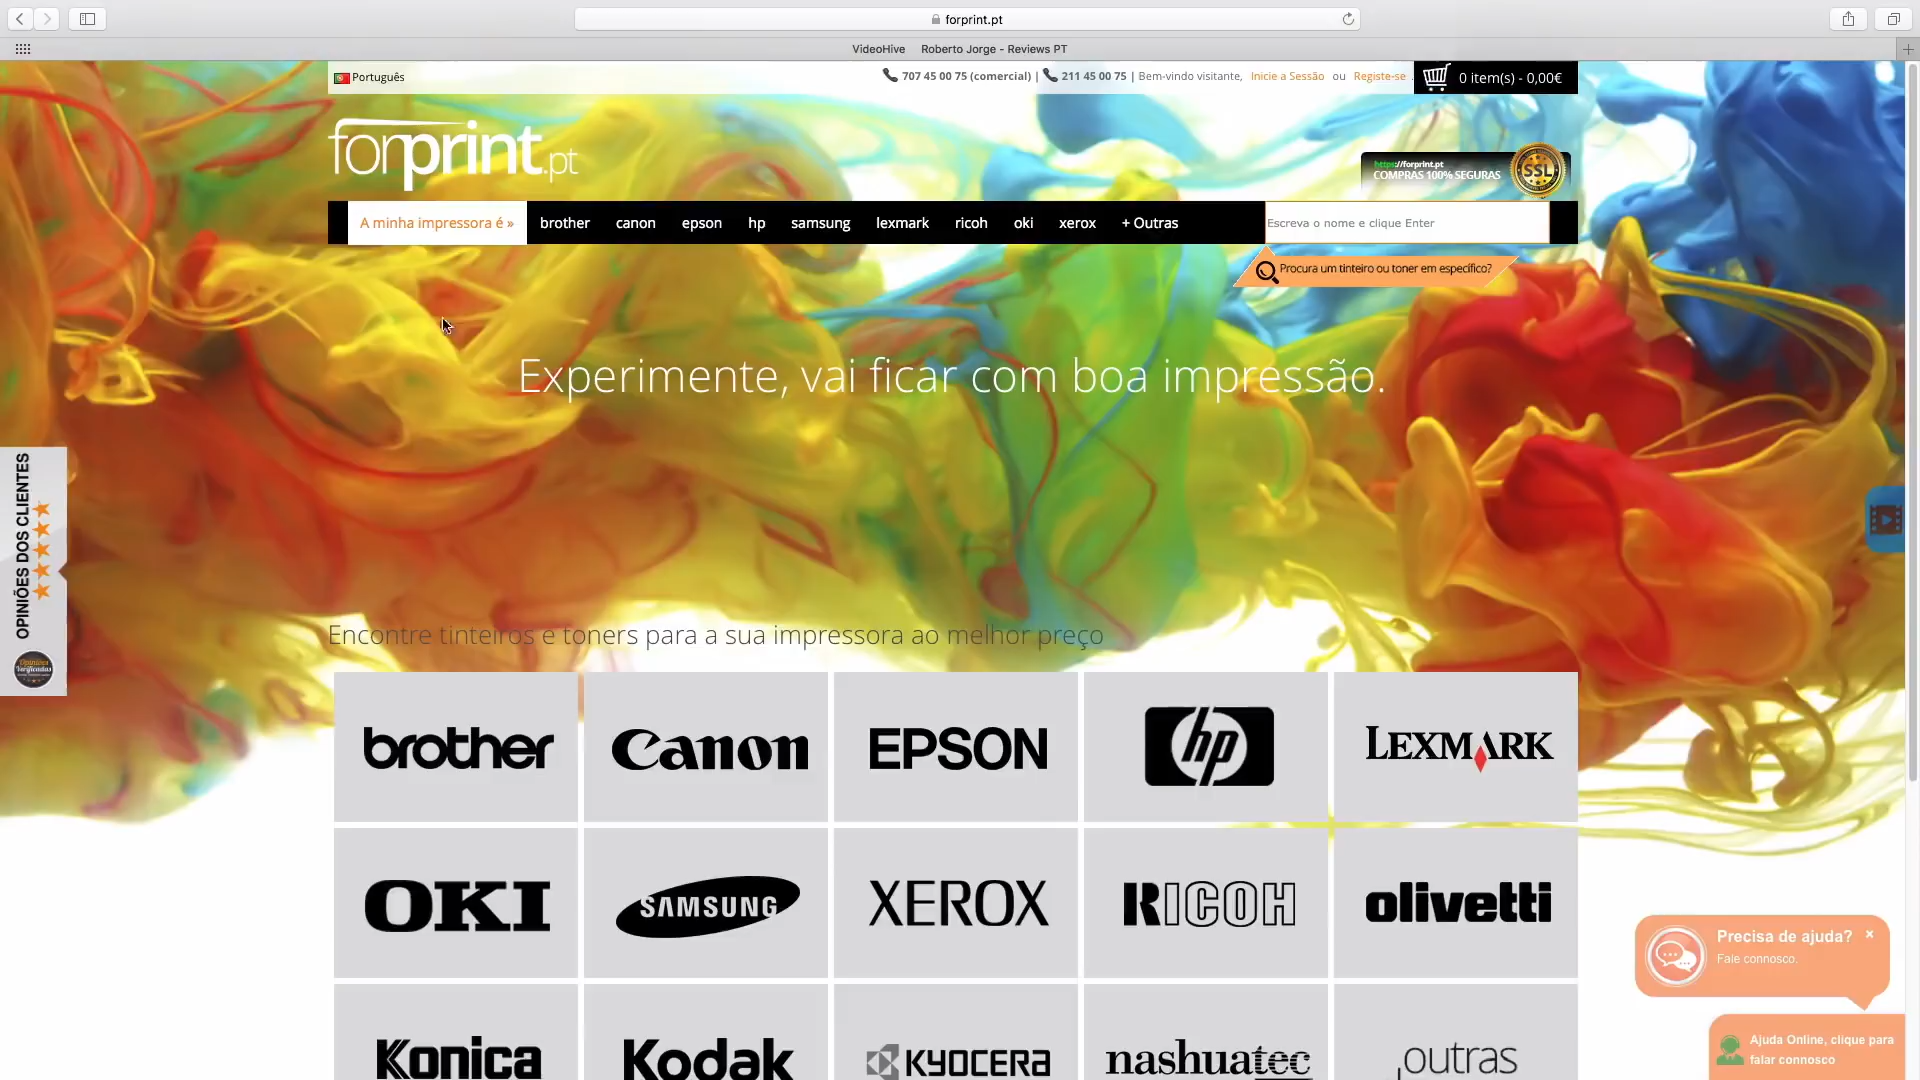 forprint.pt
VideoHive
Roberto Jorge - Reviews PT
Português
707 45 00 75 (comercial) | 211 45 00 75 | Bem-vindo visitante, Inicie a Sessão ou Registe-se .
0 item(s) - 0,00€
forprint.pt
https://forprint.pt
COMPRAS 100% SEGURAS
SSL
A minha impressora é » brother canon epson hp samsung lexmark ricoh oki xerox + Outras
Escreva o nome e clique Enter
Procura um tinteiro ou toner em específico?
Experimente, vai ficar com boa impressão.
OPINIÕES DOS CLIENTES
Opiniões
Verificadas
Encontre tinteiros e toners para a sua impressora ao melhor preço
brother Canon EPSON hp LEXMARK
OKI SAMSUNG XEROX RICOH olivetti
Precisa de ajuda? ×
Fale connosco.
Konica Kodak KYOCERA nashuatec outras
Ajuda Online, clique para
falar connosco